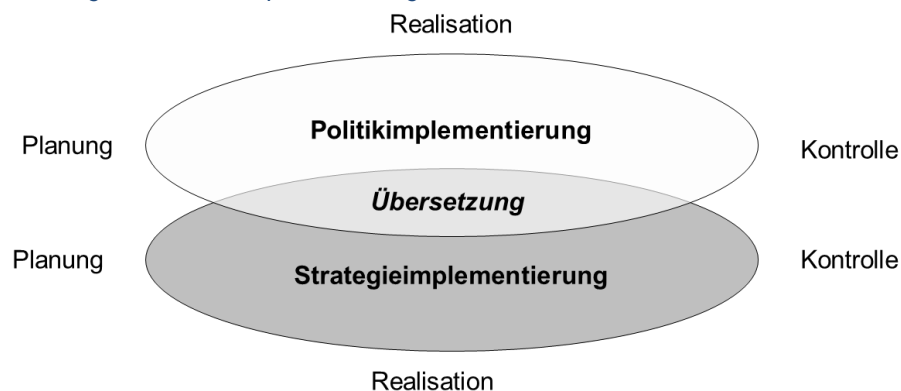 Realisation
Politikimplementierung
Planung
Kontrolle
Übersetzung
Planung
Kontrolle
Strategieimplementierung
Realisation